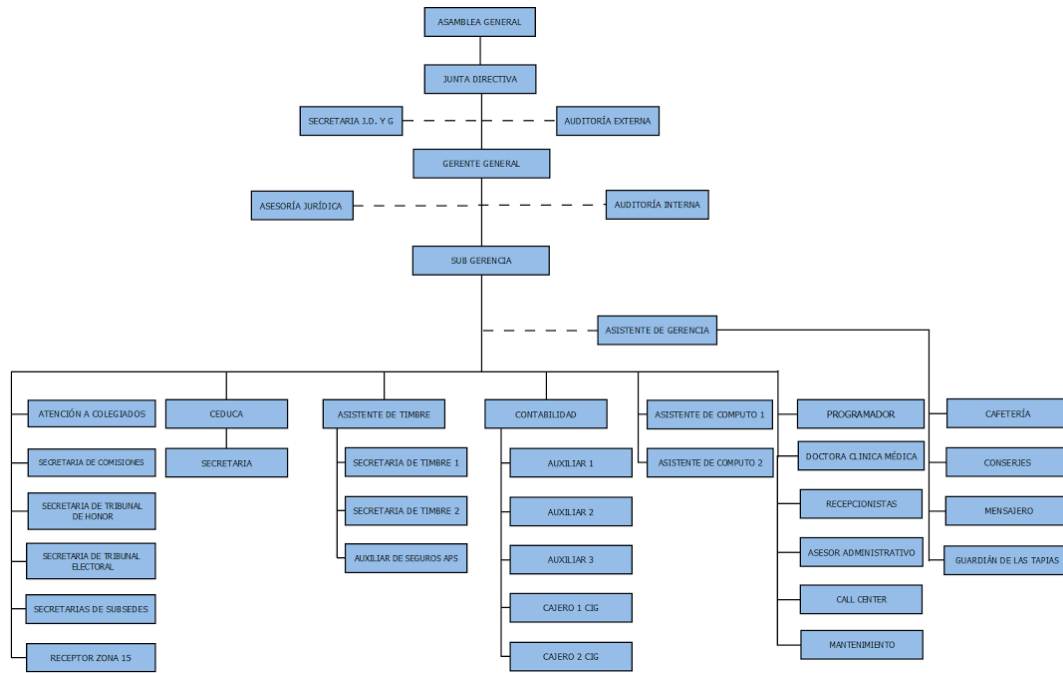 ASAMBLEA GENERAL
JUNTA DIRECTIVA
SECRETARIA J.D. Y G
AUDITORÍA EXTERNA
GERENTE GENERAL
ASESORÍA JURÍDICA
AUDITORÍA INTERNA
SUB GERENCIA
ASISTENTE DE GERENCIA
ATENCIÓN A COLEGIADOS
SECRETARIA DE COMISIONES
SECRETARIA DE TRIBUNAL
DE HONOR
SECRETARIA DE TRIBUNAL
ELECTORAL
SECRETARIAS DE SUBSEDES
RECEPTOR ZONA 15
CEDUCA
SECRETARIA
ASISTENTE DE TIMBRE
SECRETARIA DE TIMBRE 1
SECRETARIA DE TIMBRE 2
AUXILIAR DE SEGUROS APS
CONTABILIDAD
AUXILIAR 1
AUXILIAR 2
AUXILIAR 3
CAJERO 1 CIG
CAJERO 2 CIG
ASISTENTE DE COMPUTO 1
ASISTENTE DE COMPUTO 2
PROGRAMADOR
DOCTORA CLINICA MÉDICA
RECEPCIONISTAS
ASESOR ADMINISTRATIVO
CALL CENTER
MANTENIMIENTO
CAFETERÍA
CONSERJES
MENSAJERO
GUARDIÁN DE LAS TAPIAS